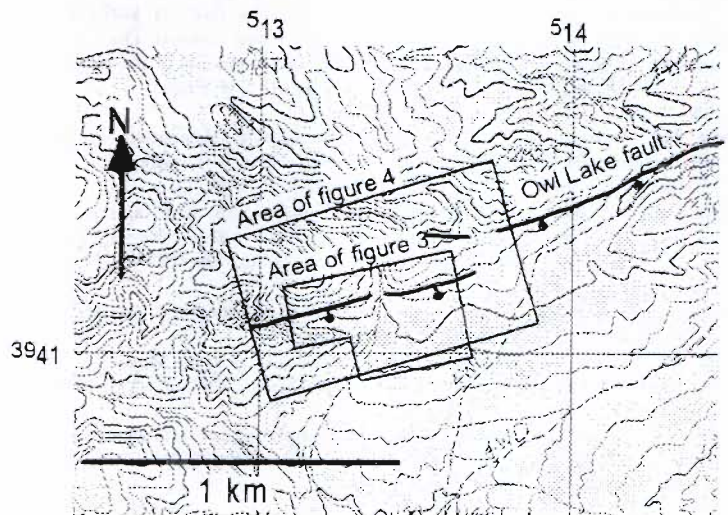 513 514
N
Owl Lake fault
Area of figure 4
Area of figure 3
3941
1 km